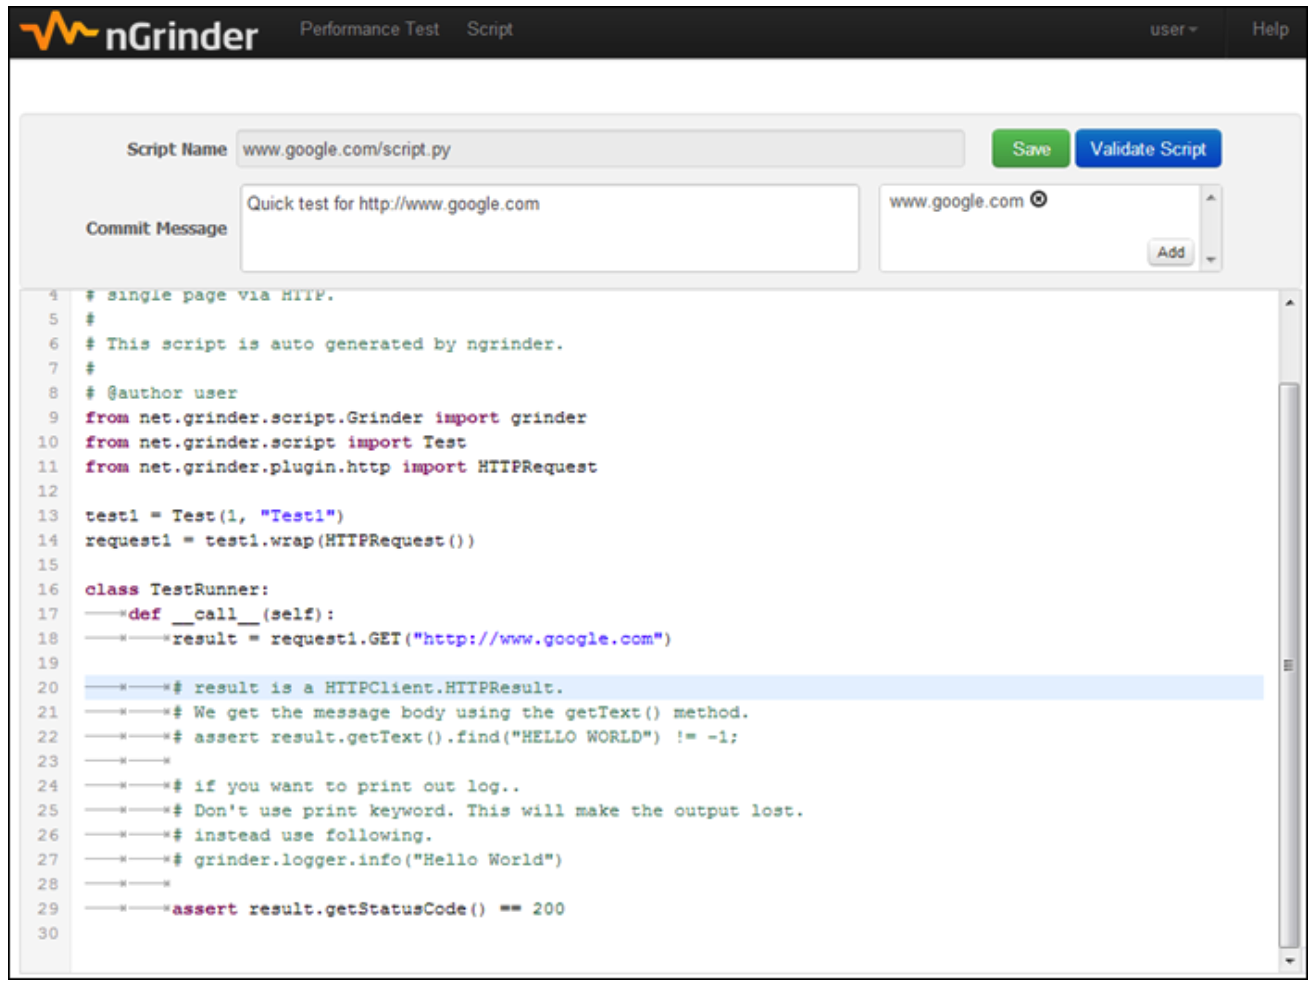 nGrinder Performance Test Script user Help
Script Name www.google.com/script.py Save Validate Script
Commit Message Quick test for http://www.google.com www.google.com Add
4 # single page via HTTP.
5 #
6 # This script is auto generated by ngrinder.
7 #
8 # @author user
9 from net.grinder.script.Grinder import grinder
10 from net.grinder.script import Test
11 from net.grinder.plugin.http import HTTPRequest
12
13 test1 = Test(1, "Test1")
14 request1 = test1.wrap(HTTPRequest())
15
16 class TestRunner:
17 def __call__(self):
18 result = request1.GET("http://www.google.com")
19
20 # result is a HTTPClient.HTTPResult.
21 # We get the message body using the getText() method.
22 # assert result.getText().find("HELLO WORLD") != -1;
23
24 # if you want to print out log..
25 # Don't use print keyword. This will make the output lost.
26 # instead use following.
27 # grinder.logger.info("Hello World")
28
29 assert result.getStatusCode() == 200
30